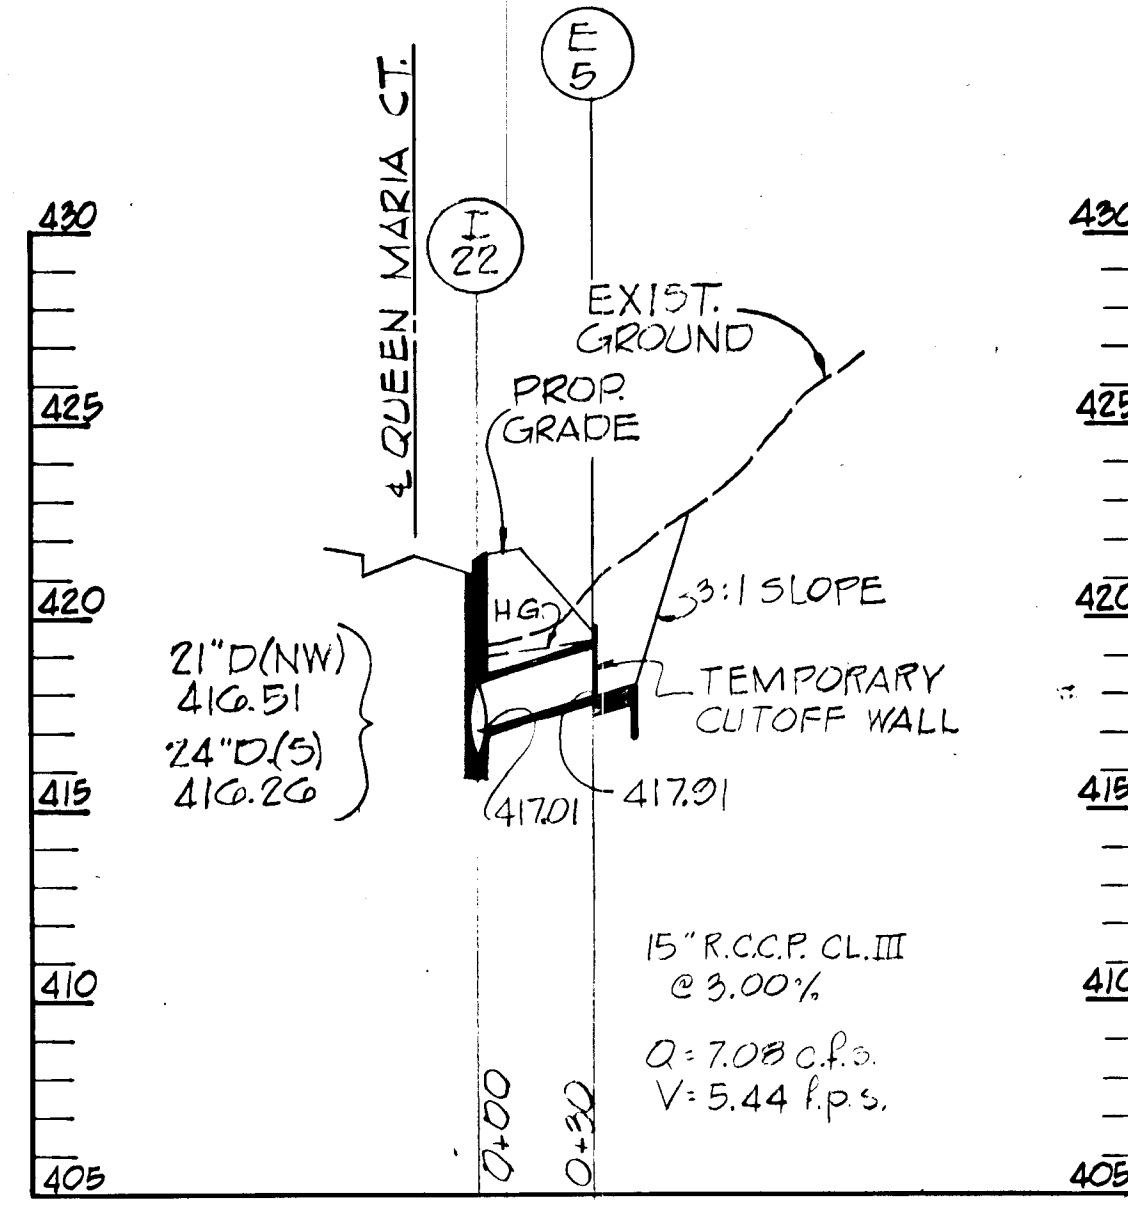 E
5
℄ QUEEN MARIA CT.
I
22
430
430
EXIST.
GROUND
PROP.
GRADE
425
425
420
420
H.G.
3:1 SLOPE
21"D(NW)
416.51
24"D.(S)
416.26
TEMPORARY
CUTOFF WALL
415
415
417.01
417.91
15" R.C.C.P. CL. III
@ 3.00%
410
410
Q = 7.08 c.f.s.
V = 5.44 f.p.s.
0+00
0+30
405
405